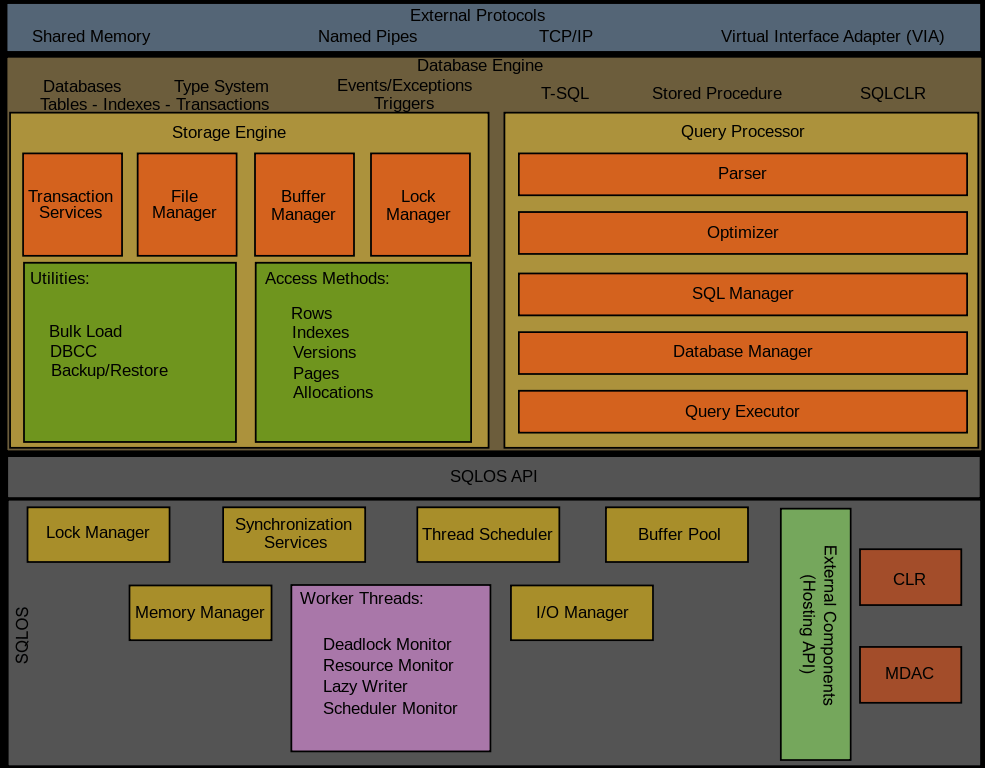 External Protocols
Shared Memory
Named Pipes
TCP/IP
Virtual Interface Adapter (VIA)
Database Engine
Databases
Type System
Tables - Indexes - Transactions
Events/Exceptions
Triggers
T-SQL
Stored Procedure
SQLCLR
Storage Engine
Transaction
Services
File
Manager
Buffer
Manager
Lock
Manager
Utilities:
Bulk Load
DBCC
Backup/Restore
Access Methods:
Rows
Indexes
Versions
Pages
Allocations
Query Processor
Parser
Optimizer
SQL Manager
Database Manager
Query Executor
SQLOS API
SQLOS
Lock Manager
Synchronization
Services
Thread Scheduler
Buffer Pool
Memory Manager
Worker Threads:
Deadlock Monitor
Resource Monitor
Lazy Writer
Scheduler Monitor
I/O Manager
External Components
(Hosting API)
CLR
MDAC